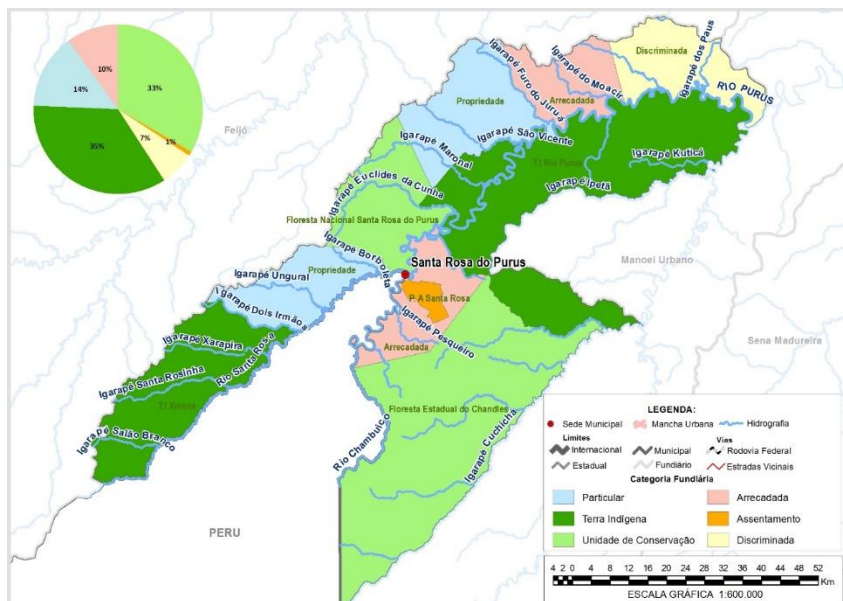 10%
33%
14%
35%
7%
1%
Feijó
Discriminada
Igarapé dos Paus
RIO PURUS
Igarapé do Moacir
Igarapé Furo do Juruá
Arrecadada
Propriedade
Igarapé São Vicente
Igarapé Maronal
T.I Rio Purus
Igarapé Kuticá
Igarapé Ipetã
Igarapé Euclides da Cunha
Floresta Nacional Santa Rosa do Purus
Igarapé Borboleta
Santa Rosa do Purus
Manoel Urbano
Propriedade
Igarapé Ungural
Igarapé Dois Irmãos
P.A Santa Rosa
Igarapé Pesqueiro
Arrecadada
Sena Madureira
Igarapé Xarapira
Rio Santa Rosa
Igarapé Santa Rosinha
Igarapé Salão Branco
Floresta Estadual do Chandles
Rio Chambuico
Igarapé Cuchicha
PERU
LEGENDA:
Sede Municipal
Mancha Urbana
Hidrografia
Limites
Vias
Internacional
Municipal
Rodovia Federal
Estadual
Fundiário
Estradas Vicinais
Categoria Fundiária
Particular
Arrecadada
Terra Indígena
Assentamento
Unidade de Conservação
Discriminada
4 2 0 4 8 12 16 20 24 28 32 36 40 44 48 52
Km
ESCALA GRÁFICA 1:600.000